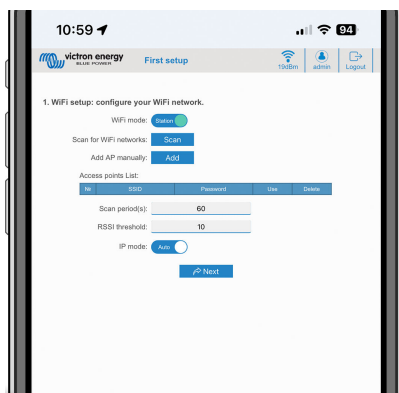 10:59
94
victron energy
BLUE POWER
First setup
19dBm
admin
Logout
1. WiFi setup: configure your WiFi network.
WiFi mode: Station
Scan for WiFi networks: Scan
Add AP manually: Add
Access points List:
№ SSID Password Use Delete
Scan period(s): 60
RSSI threshold: 10
IP mode: Auto
Next